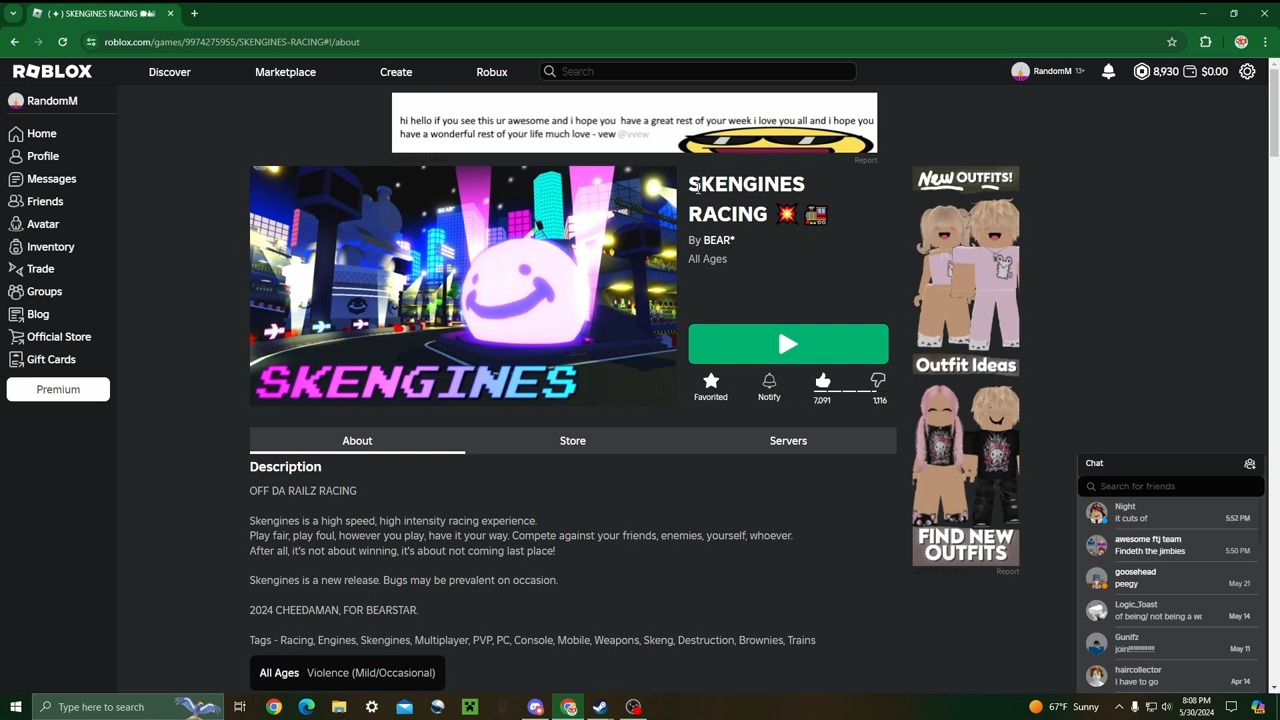 ( ✦ ) SKENGINES RACING 💥🚂
roblox.com/games/9974275955/SKENGINES-RACING#!/about
ROBLOX
Discover
Marketplace
Create
Robux
Search
RandomM 13+
8,930
$0.00
RandomM
Home
Profile
Messages
Friends
Avatar
Inventory
Trade
Groups
Blog
Official Store
Gift Cards
Premium
hi hello if you see this ur awesome and i hope you have a great rest of your week i love you all and i hope you
have a wonderful rest of your life much love - vew @vvew
Report
SKENGINES
SKENGINES
RACING 💥🚂
By BEAR*
All Ages
Favorited
Notify
7,091
1,116
New OUTFITS!
Outfit Ideas
FIND NEW
OUTFITS
Report
About
Store
Servers
Description
OFF DA RAILZ RACING
Skengines is a high speed, high intensity racing experience.
Play fair, play foul, however you play, have it your way. Compete against your friends, enemies, yourself, whoever.
After all, it's not about winning, it's about not coming last place!
Skengines is a new release. Bugs may be prevalent on occasion.
2024 CHEEDAMAN, FOR BEARSTAR.
Tags - Racing, Engines, Skengines, Multiplayer, PVP, PC, Console, Mobile, Weapons, Skeng, Destruction, Brownies, Trains
All Ages Violence (Mild/Occasional)
Chat
Search for friends
Night
it cuts of
5:52 PM
awesome ftj team
Findeth the jimbies
5:50 PM
goosehead
peegy
May 21
Logic_Toast
of being/ not being a wo
May 14
Gunifz
join!!!!!!!!!!!!!!!
May 11
haircollector
I have to go
Apr 14
Type here to search
67°F Sunny
8:08 PM
5/30/2024